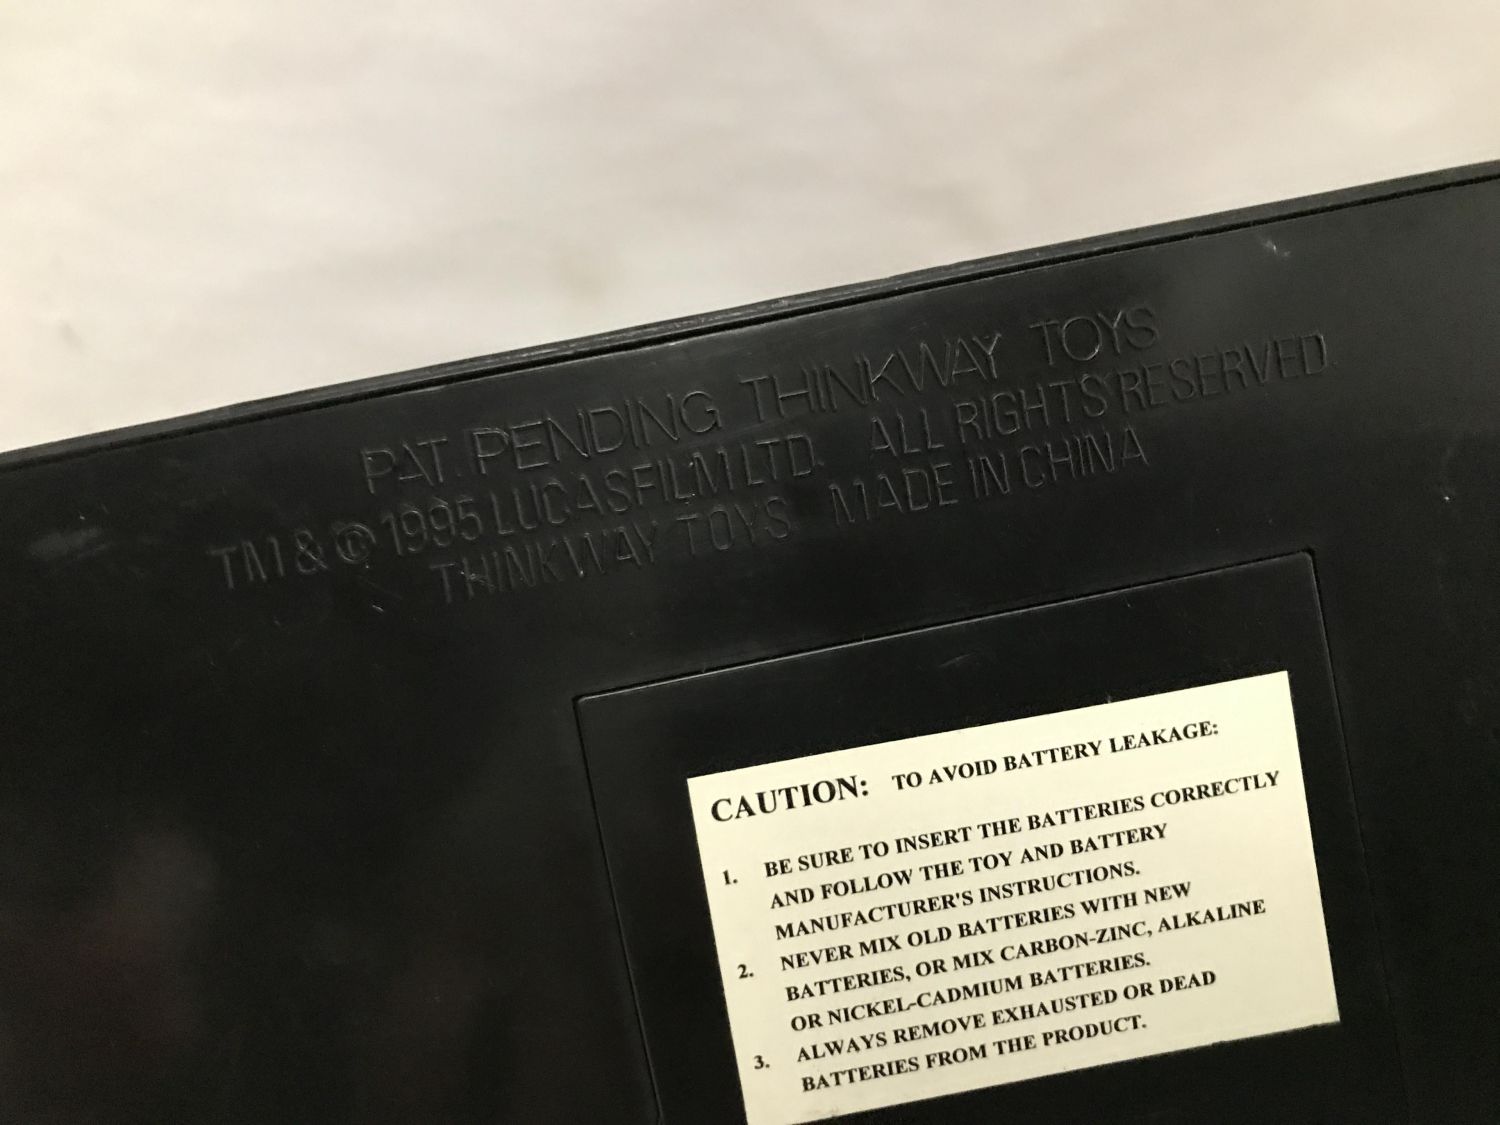 PAT. PENDING THINKWAY TOYS
TM & © 1995 LUCASFILM LTD. ALL RIGHTS RESERVED
THINKWAY TOYS MADE IN CHINA
CAUTION: TO AVOID BATTERY LEAKAGE:
1. BE SURE TO INSERT THE BATTERIES CORRECTLY
AND FOLLOW THE TOY AND BATTERY
MANUFACTURER'S INSTRUCTIONS.
2. NEVER MIX OLD BATTERIES WITH NEW
BATTERIES, OR MIX CARBON-ZINC, ALKALINE
OR NICKEL-CADMIUM BATTERIES.
3. ALWAYS REMOVE EXHAUSTED OR DEAD
BATTERIES FROM THE PRODUCT.